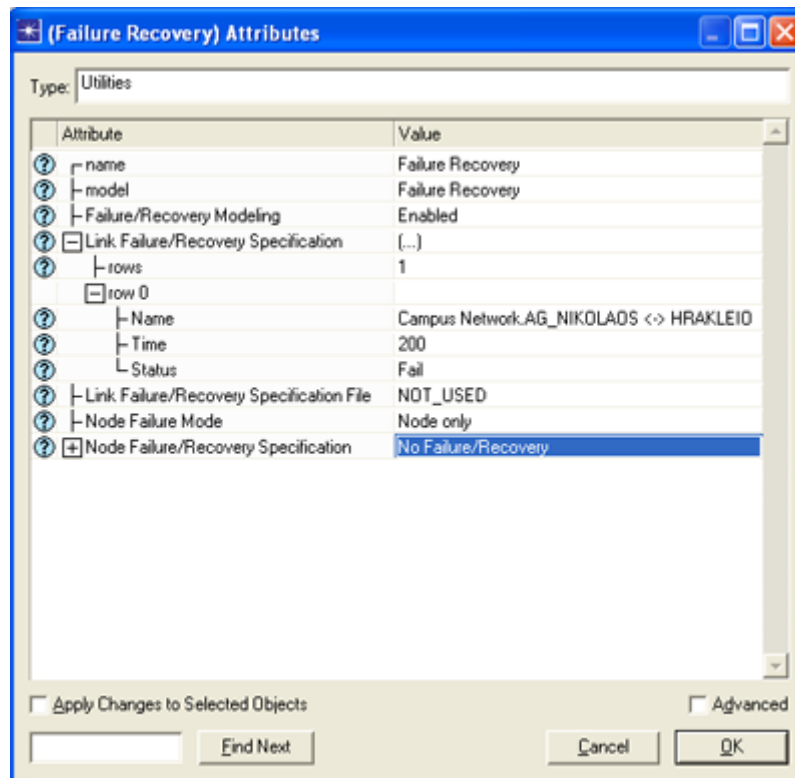 (Failure Recovery) Attributes
Type: Utilities
Attribute Value
name Failure Recovery
model Failure Recovery
Failure/Recovery Modeling Enabled
Link Failure/Recovery Specification (...)
rows 1
row 0
Name Campus Network.AG_NIKOLAOS <-> HRAKLEIO
Time 200
Status Fail
Link Failure/Recovery Specification File NOT_USED
Node Failure Mode Node only
Node Failure/Recovery Specification No Failure/Recovery
Apply Changes to Selected Objects Advanced
Find Next Cancel OK